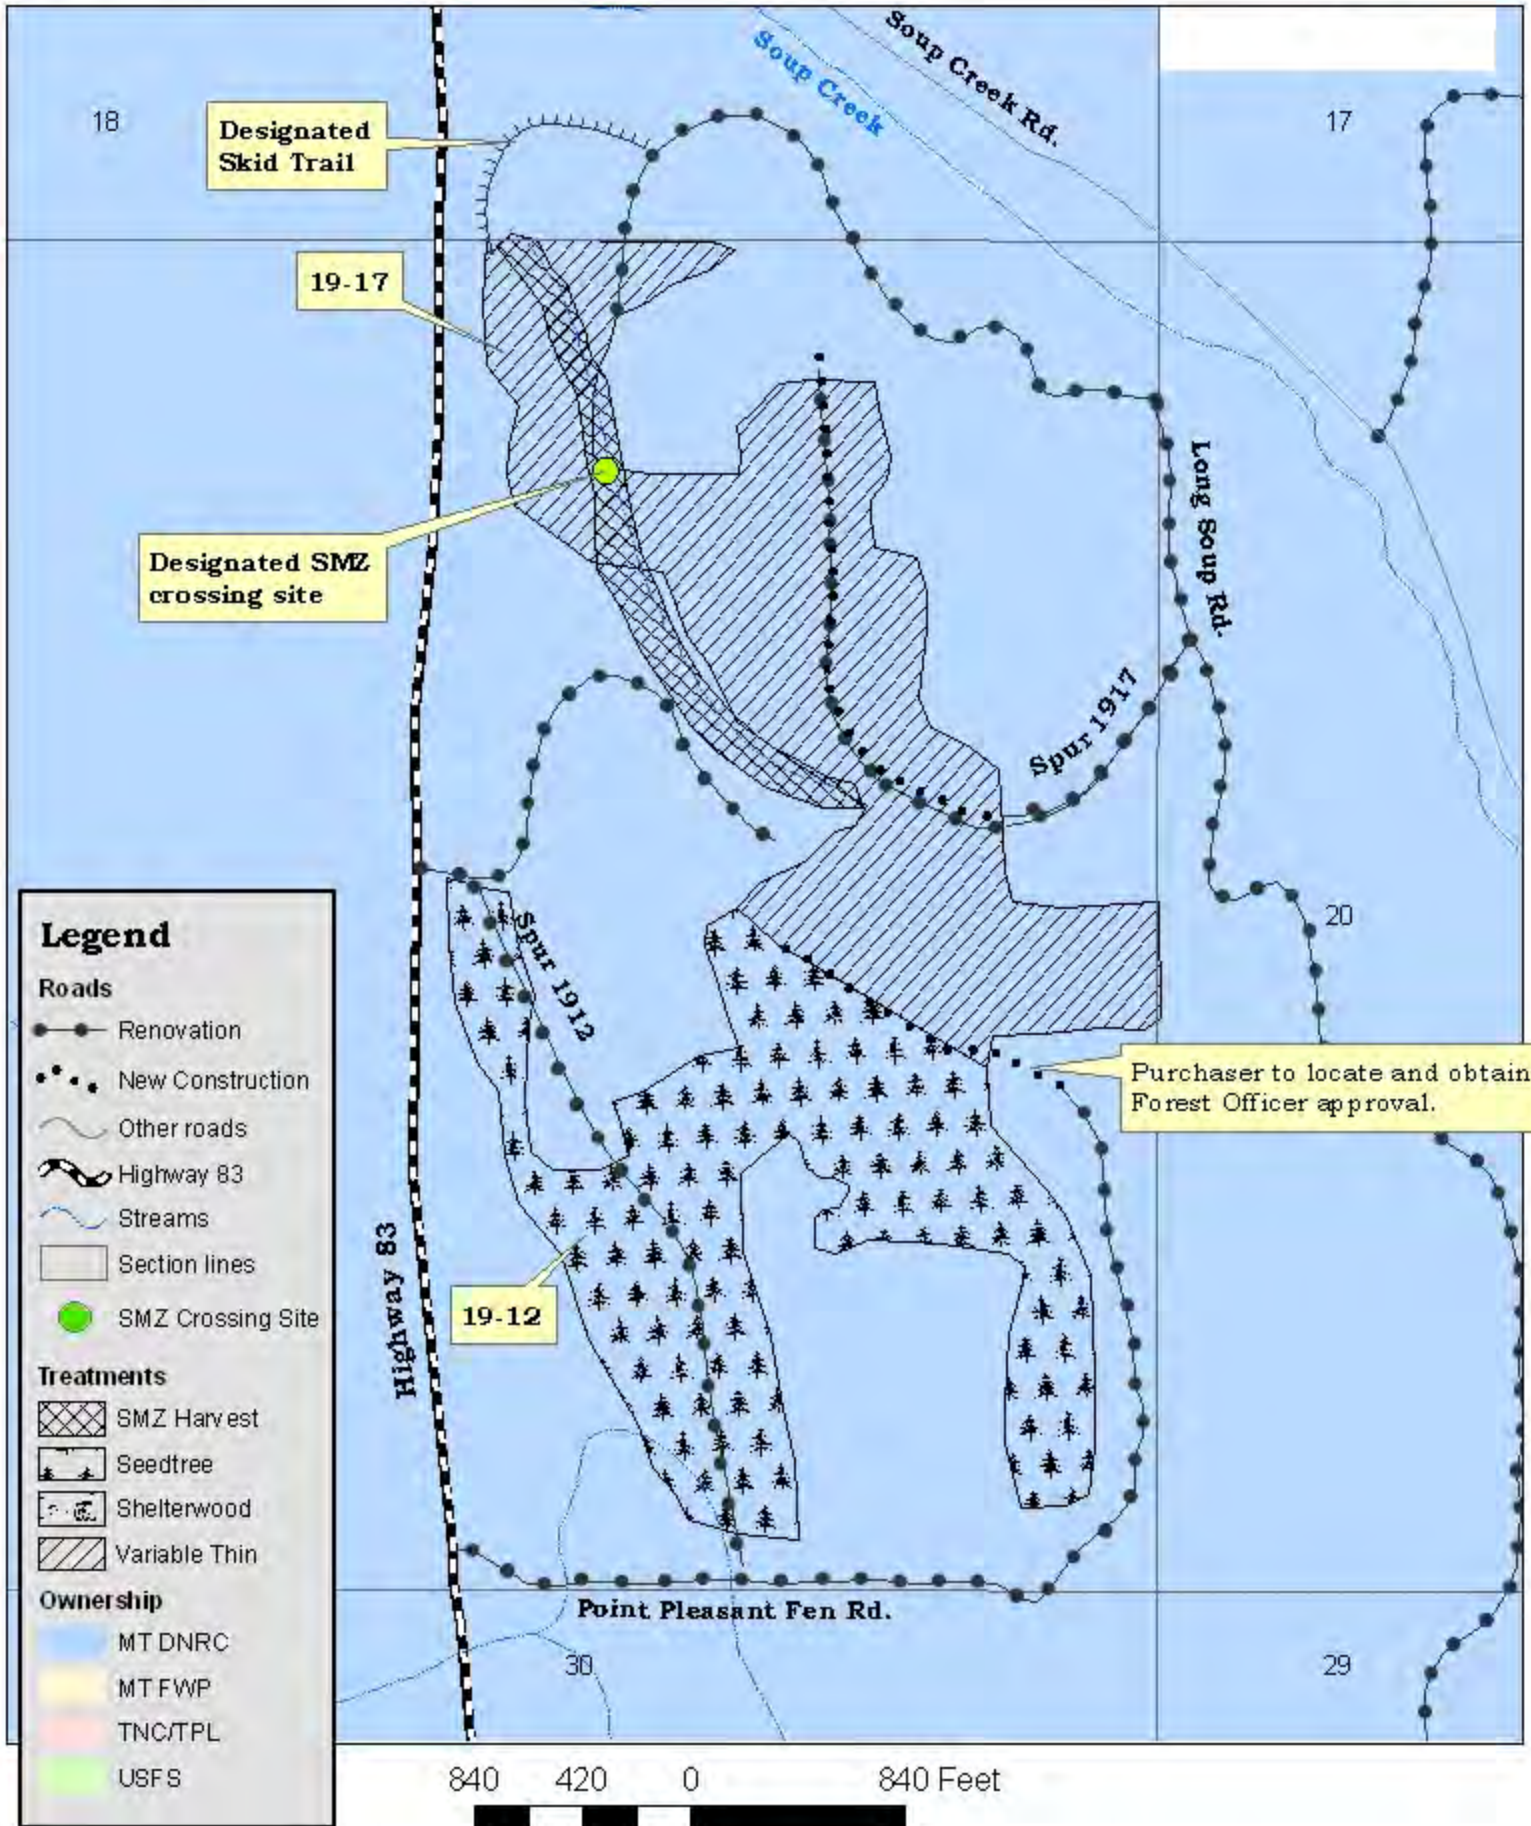 Soup Creek Rd.
Soup Creek
18
17
Designated
Skid Trail
19-17
Long Soup Rd.
Designated SMZ
crossing site
Spur 1917
Spur 1912
20
Purchaser to locate and obtain
Forest Officer approval.
Highway 83
19-12
Point Pleasant Fen Rd.
30
29
Legend
Roads
Renovation
New Construction
Other roads
Highway 83
Streams
Section lines
SMZ Crossing Site
Treatments
SMZ Harvest
Seedtree
Shelterwood
Variable Thin
Ownership
MT DNRC
MT FWP
TNC/TPL
USFS
840 420 0 840 Feet